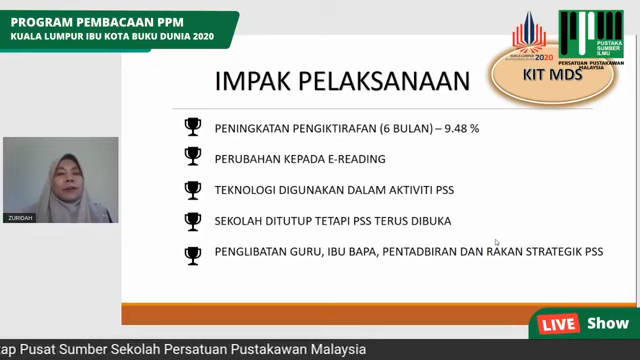 PROGRAM PEMBACAAN PPM
KUALA LUMPUR IBU KOTA BUKU DUNIA 2020
KUALA LUMPUR
2020
PUSTAKA
SUMBER
ILMU
PERSATUAN PUSTAKAWAN
MALAYSIA
KIT MDS
IMPAK PELAKSANAAN
PENINGKATAN PENGIKTIRAFAN (6 BULAN) – 9.48 %
PERUBAHAN KEPADA E-READING
TEKNOLOGI DIGUNAKAN DALAM AKTIVITI PSS
SEKOLAH DITUTUP TETAPI PSS TERUS DIBUKA
PENGLIBATAN GURU, IBU BAPA, PENTADBIRAN DAN RAKAN STRATEGIK PSS
ZURIDAH
LIVE Show
tap Pusat Sumber Sekolah Persatuan Pustakawan Malaysia